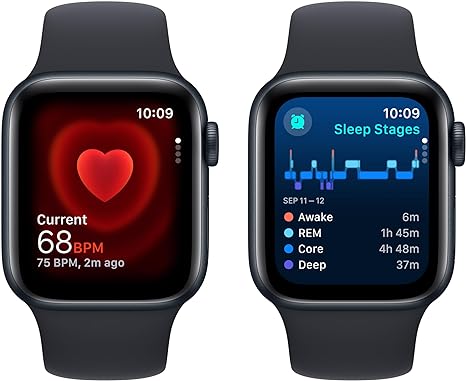 10:09
Current
68BPM
75 BPM, 2m ago
10:09
Sleep Stages
SEP 11–12
Awake 6m
REM 1h 45m
Core 4h 48m
Deep 37m